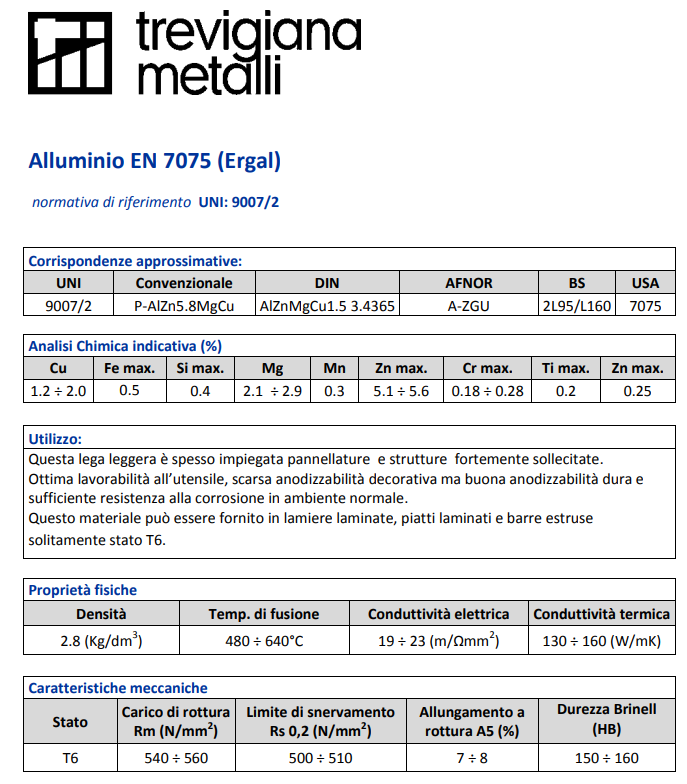 trevigiana
metalli
Alluminio EN 7075 (Ergal)
normativa di riferimento UNI: 9007/2
Corrispondenze approssimative:
UNI Convenzionale DIN AFNOR BS USA
9007/2 P-AlZn5.8MgCu AlZnMgCu1.5 3.4365 A-ZGU 2L95/L160 7075
Analisi Chimica indicativa (%)
Cu Fe max. Si max. Mg Mn Zn max. Cr max. Ti max. Zn max.
1.2 ÷ 2.0 0.5 0.4 2.1 ÷ 2.9 0.3 5.1 ÷ 5.6 0.18 ÷ 0.28 0.2 0.25
Utilizzo:
Questa lega leggera è spesso impiegata pannellature e strutture fortemente sollecitate.
Ottima lavorabilità all'utensile, scarsa anodizzabilità decorativa ma buona anodizzabilità dura e
sufficiente resistenza alla corrosione in ambiente normale.
Questo materiale può essere fornito in lamiere laminate, piatti laminati e barre estruse
solitamente stato T6.
Proprietà fisiche
Densità Temp. di fusione Conduttività elettrica Conduttività termica
2.8 (Kg/dm³) 480 ÷ 640°C 19 ÷ 23 (m/Ωmm²) 130 ÷ 160 (W/mK)
Caratteristiche meccaniche
Stato Carico di rottura Rm (N/mm²) Limite di snervamento Rs 0,2 (N/mm²) Allungamento a rottura A5 (%) Durezza Brinell (HB)
T6 540 ÷ 560 500 ÷ 510 7 ÷ 8 150 ÷ 160